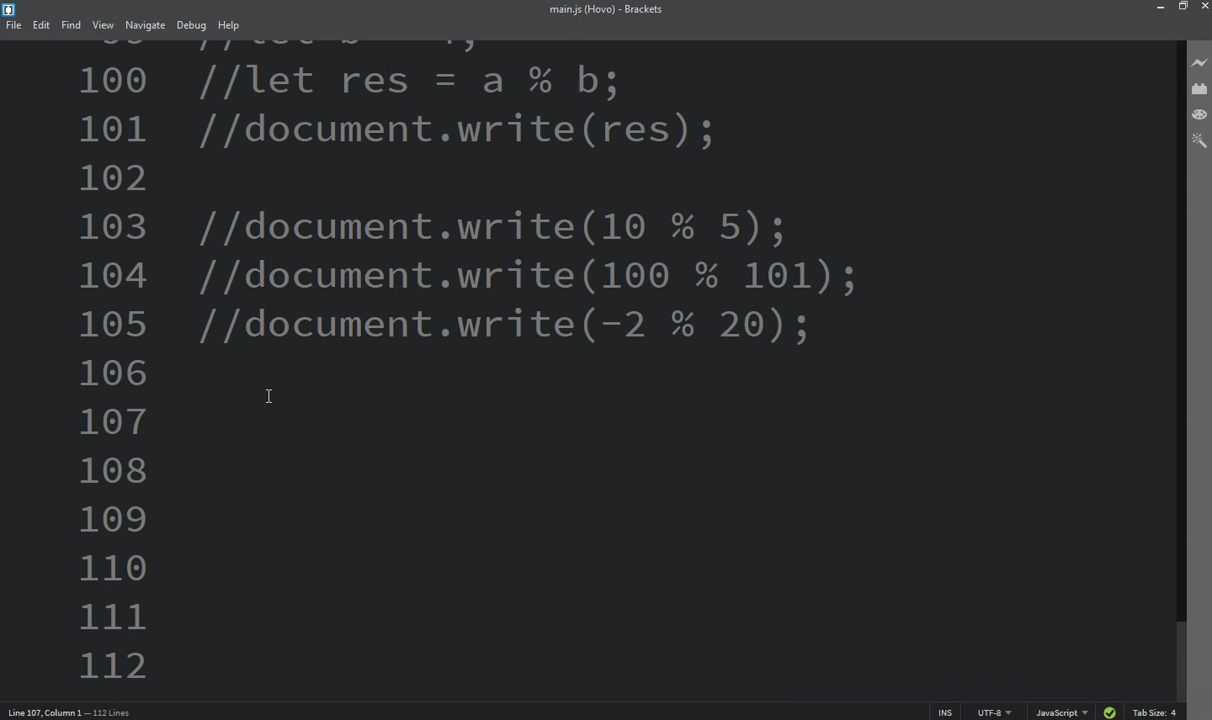 main.js (Hovo) - Brackets
File Edit Find View Navigate Debug Help
100 //let res = a % b;
101 //document.write(res);
102
103 //document.write(10 % 5);
104 //document.write(100 % 101);
105 //document.write(-2 % 20);
106
107
108
109
110
111
112
Line 107, Column 1 — 112 Lines INS UTF-8 JavaScript Tab Size: 4